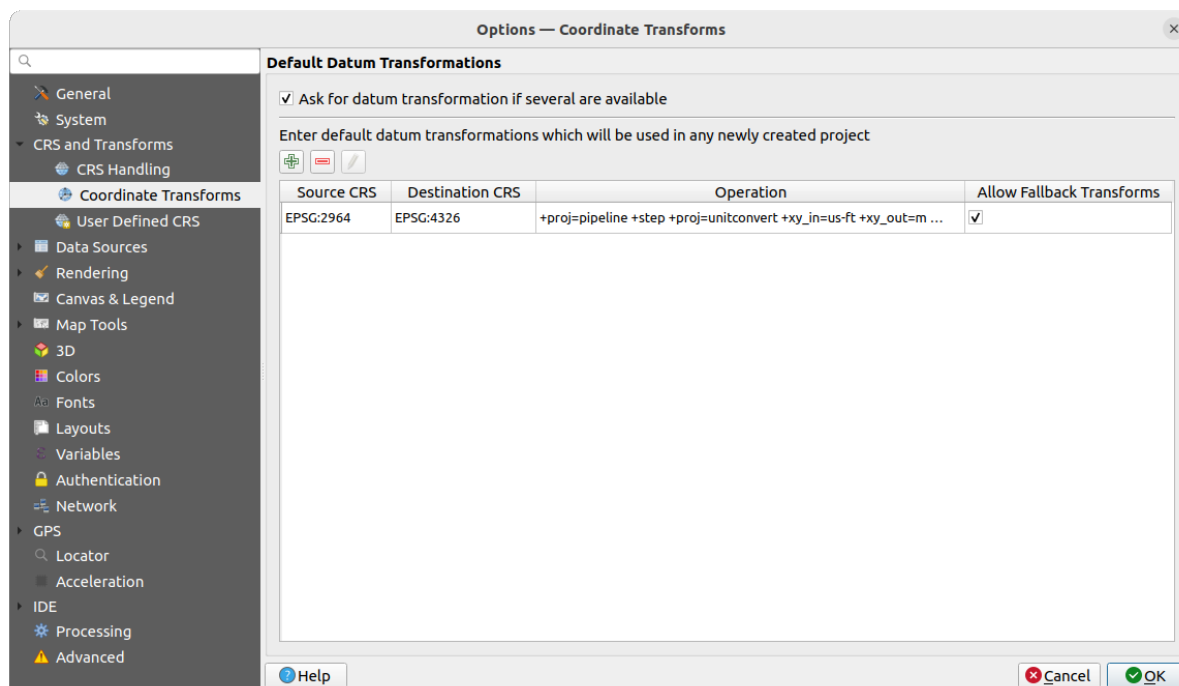 Options — Coordinate Transforms
General
System
CRS and Transforms
CRS Handling
Coordinate Transforms
User Defined CRS
Data Sources
Rendering
Canvas & Legend
Map Tools
3D
Colors
Fonts
Layouts
Variables
Authentication
Network
GPS
Locator
Acceleration
IDE
Processing
Advanced
Default Datum Transformations
Ask for datum transformation if several are available
Enter default datum transformations which will be used in any newly created project
Source CRS Destination CRS Operation Allow Fallback Transforms
EPSG:2964 EPSG:4326 +proj=pipeline +step +proj=unitconvert +xy_in=us-ft +xy_out=m ...
Help Cancel OK